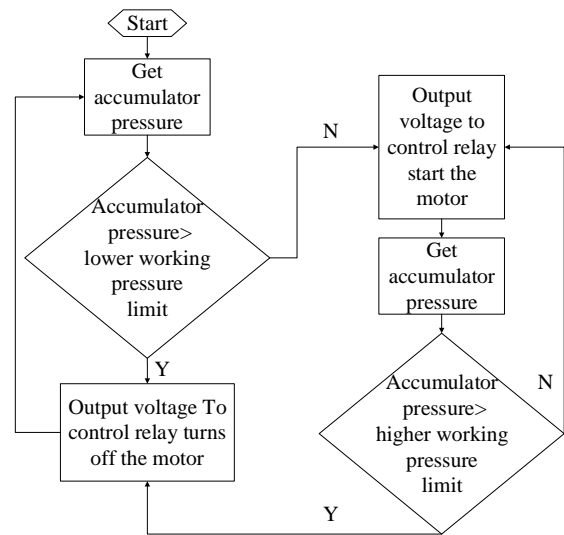 Start
Get
accumulator
pressure
Accumulator
pressure>
lower working
pressure
limit
Y
Output voltage To
control relay turns
off the motor
N
Output
voltage to
control relay
start the
motor
Get
accumulator
pressure
Accumulator
pressure>
higher working
pressure
limit
N
Y